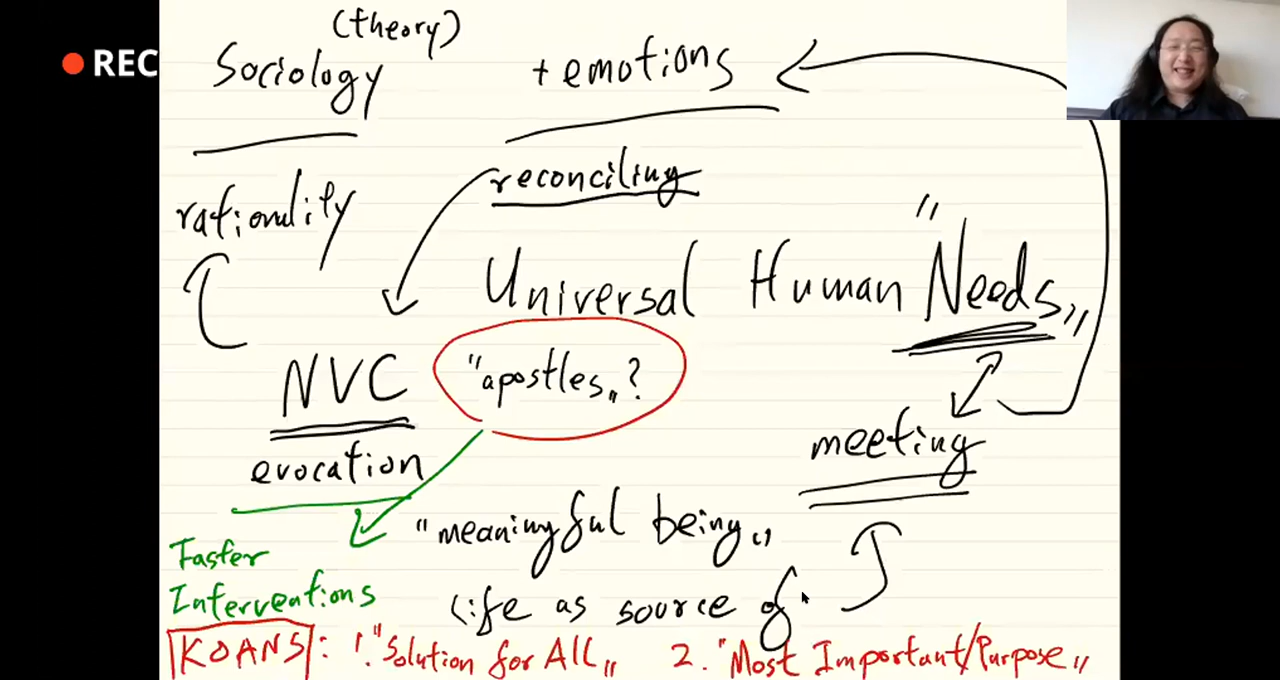 REC
(theory)
Sociology + emotions
rationality reconciling
Universal Human "Needs"
NVC "apostles"?
evocation meeting
"meaningful being"
Faster
Interventions Life as source of
KOANS: 1. "Solution for All" 2. "Most Important/Purpose"